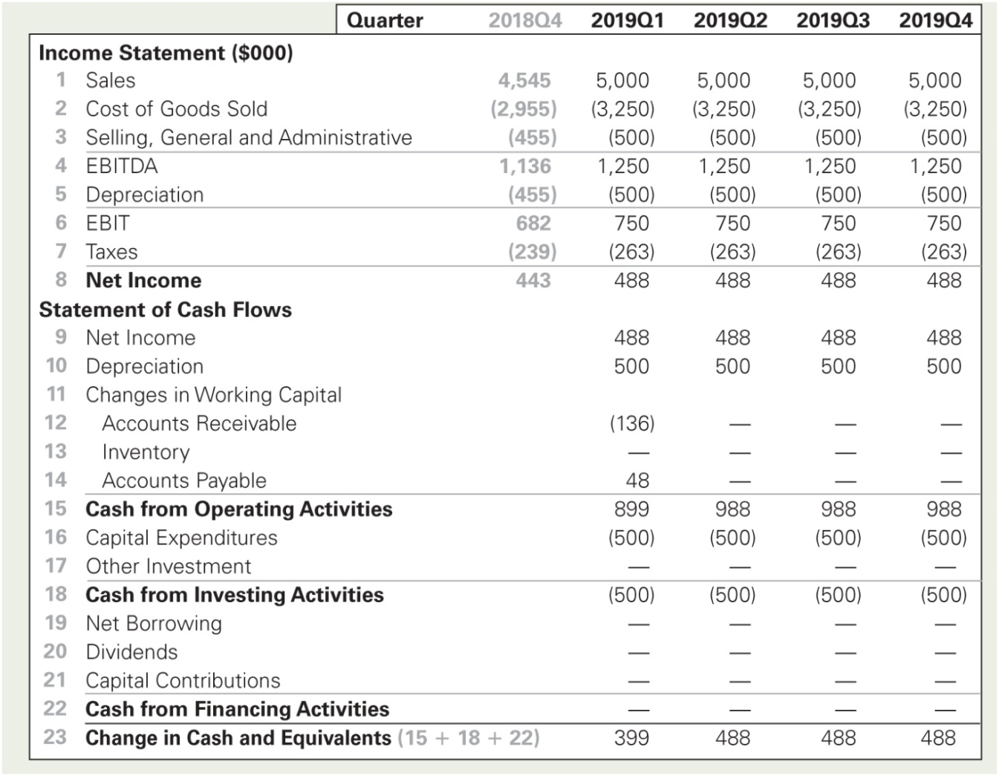 Quarter 2018Q4 2019Q1 2019Q2 2019Q3 2019Q4
Income Statement ($000)
1 Sales 4,545 5,000 5,000 5,000 5,000
2 Cost of Goods Sold (2,955) (3,250) (3,250) (3,250) (3,250)
3 Selling, General and Administrative (455) (500) (500) (500) (500)
4 EBITDA 1,136 1,250 1,250 1,250 1,250
5 Depreciation (455) (500) (500) (500) (500)
6 EBIT 682 750 750 750 750
7 Taxes (239) (263) (263) (263) (263)
8 Net Income 443 488 488 488 488
Statement of Cash Flows
9 Net Income 488 488 488 488
10 Depreciation 500 500 500 500
11 Changes in Working Capital
12 Accounts Receivable (136) — — —
13 Inventory — — — —
14 Accounts Payable 48 — — —
15 Cash from Operating Activities 899 988 988 988
16 Capital Expenditures (500) (500) (500) (500)
17 Other Investment — — — —
18 Cash from Investing Activities (500) (500) (500) (500)
19 Net Borrowing — — — —
20 Dividends — — — —
21 Capital Contributions — — — —
22 Cash from Financing Activities — — — —
23 Change in Cash and Equivalents (15 + 18 + 22) 399 488 488 488